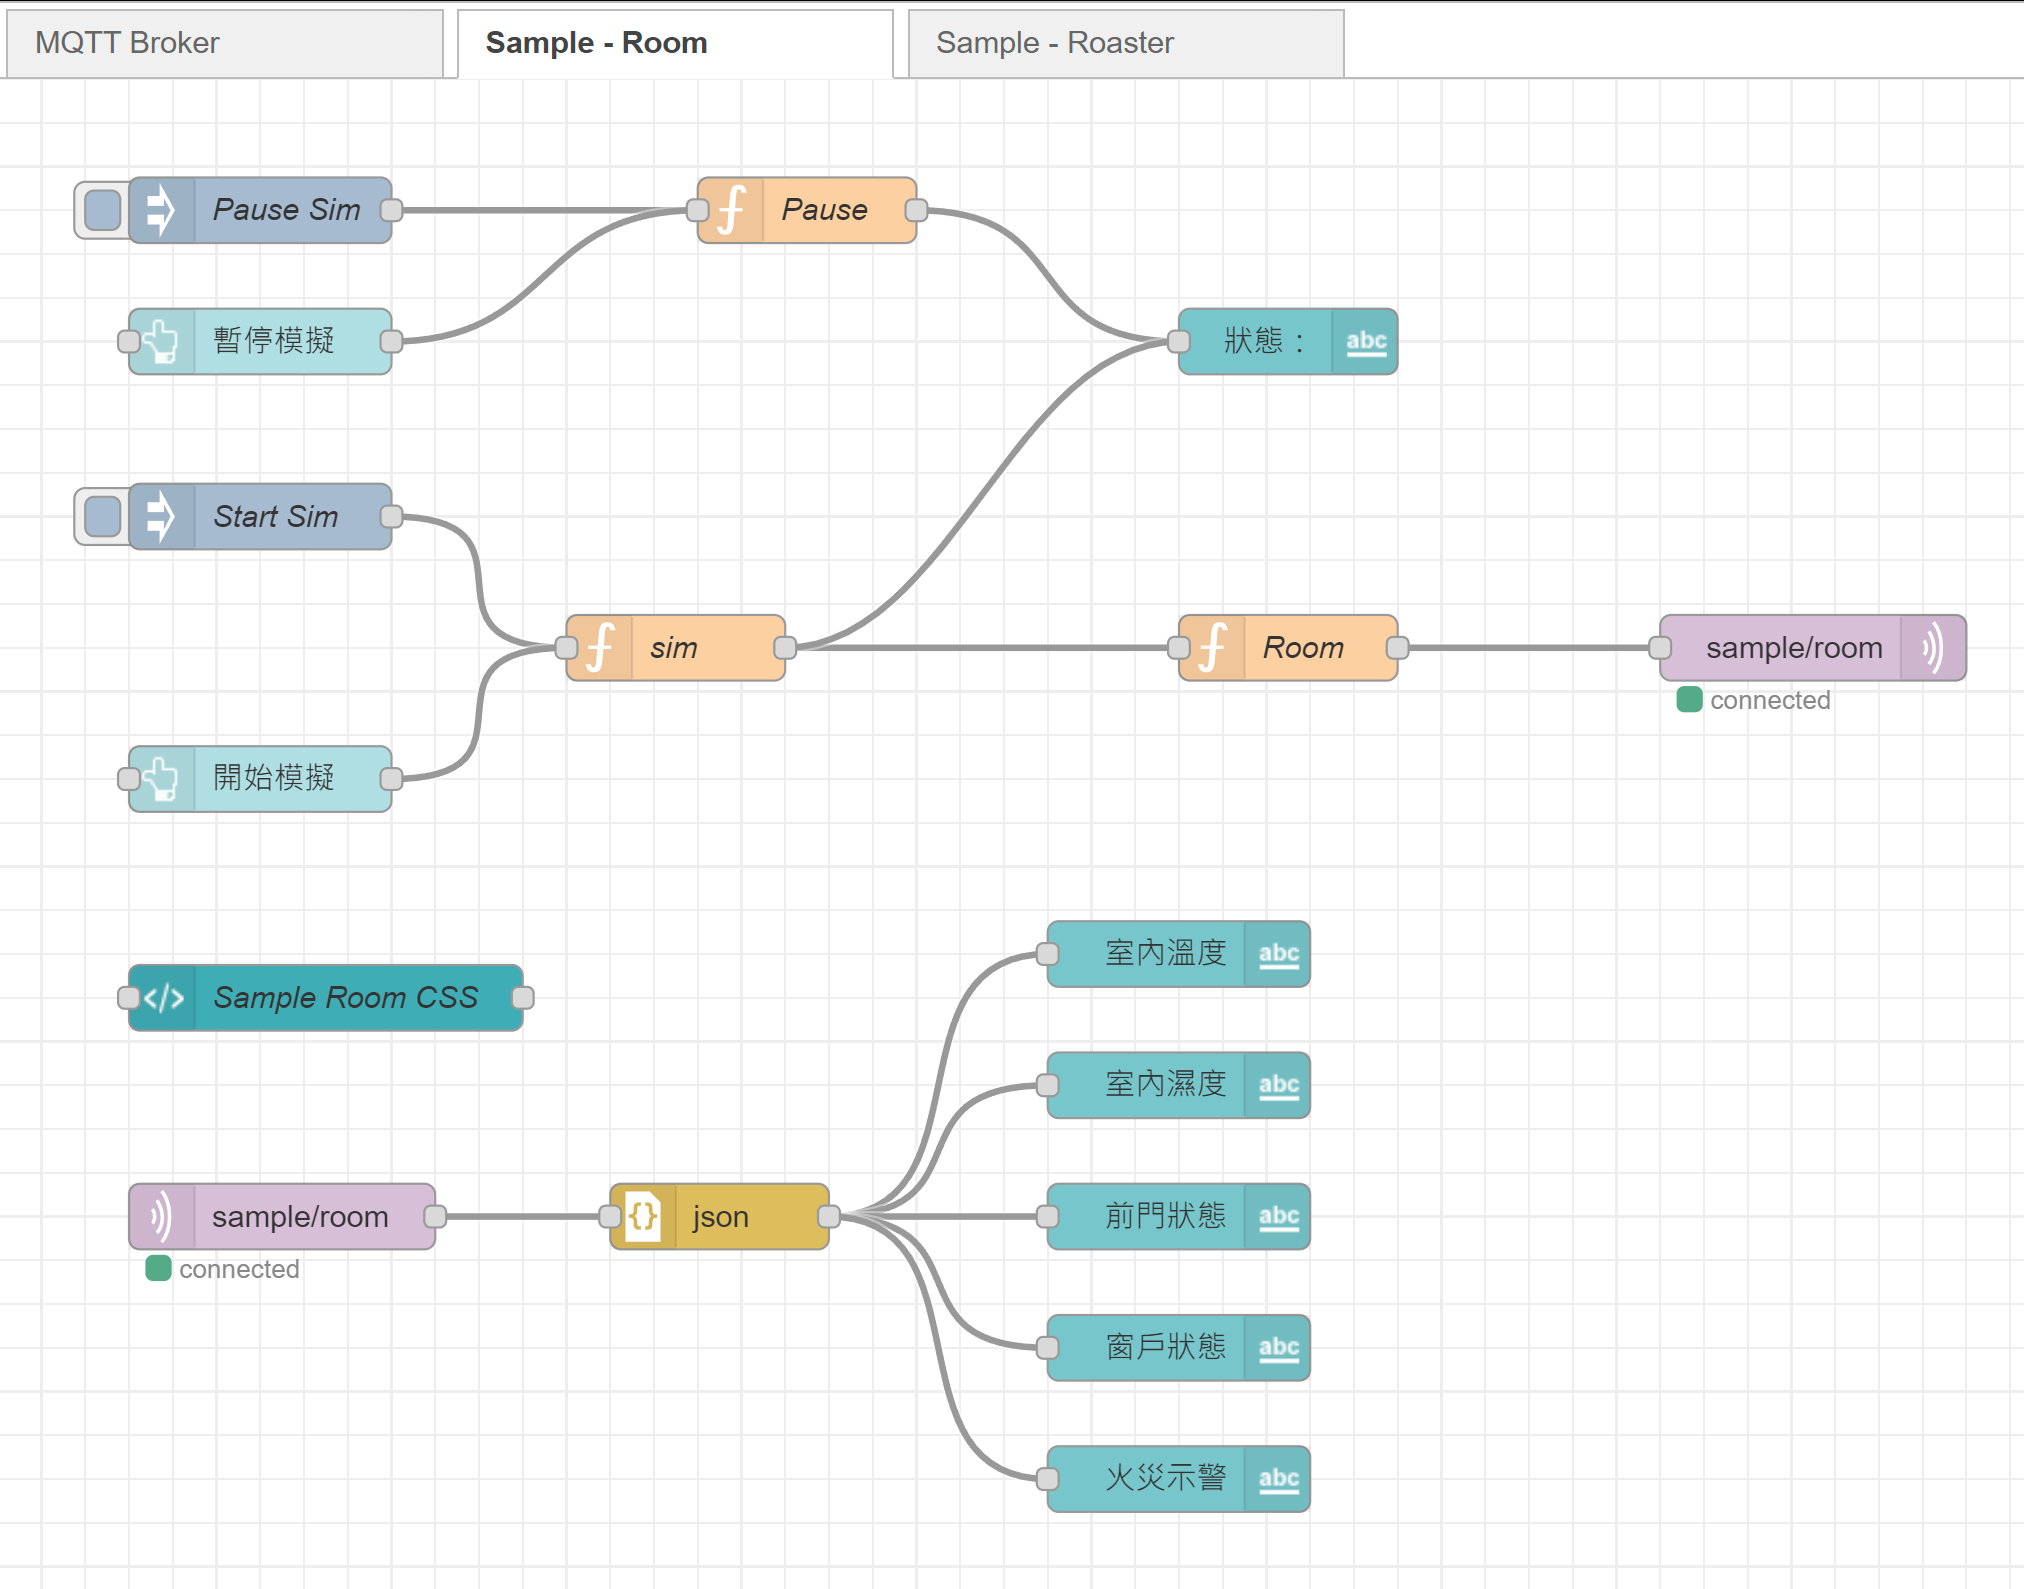 MQTT Broker
Sample - Room
Sample - Roaster
Pause Sim
Pause
暫停模擬
狀態：
abc
Start Sim
sim
Room
sample/room
connected
開始模擬
室內溫度
abc
Sample Room CSS
室內濕度
abc
sample/room
connected
json
前門狀態
abc
窗戶狀態
abc
火災示警
abc